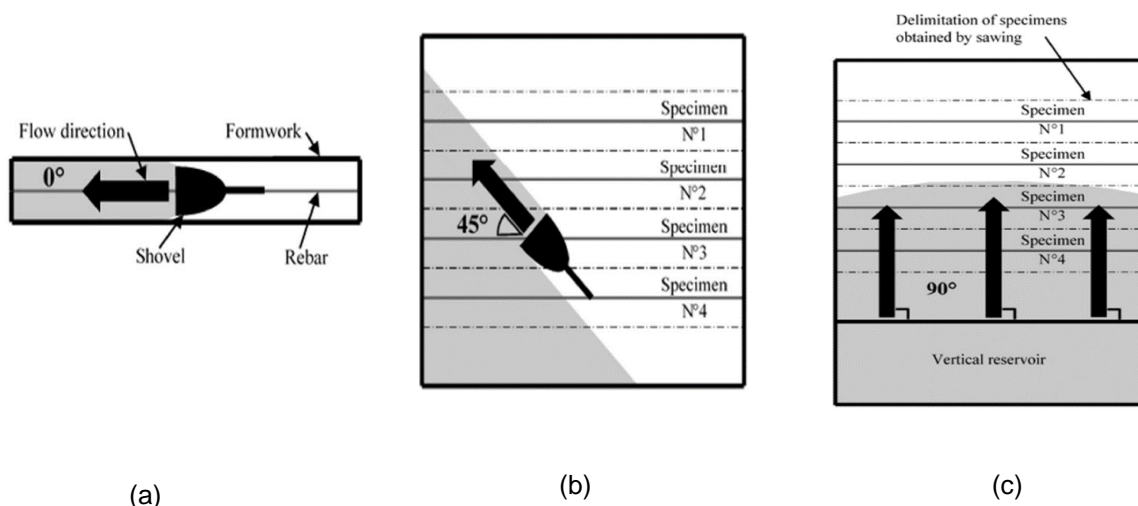 Flow direction
Formwork
0°
Shovel
Rebar
(a)
Specimen
N°1
Specimen
N°2
45°
Specimen
N°3
Specimen
N°4
(b)
Delimitation of specimens
obtained by sawing
Specimen
N°1
Specimen
N°2
Specimen
N°3
Specimen
N°4
90°
Vertical reservoir
(c)